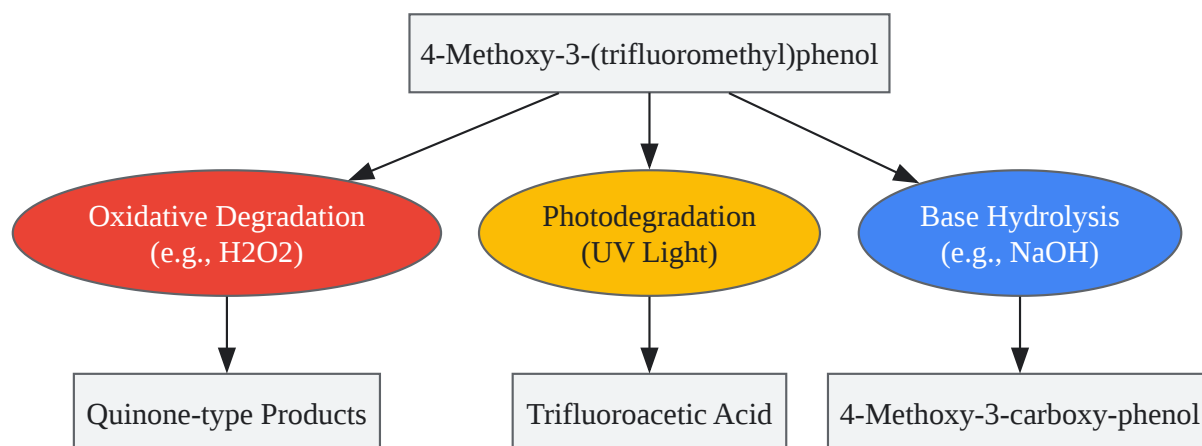 4-Methoxy-3-(trifluoromethyl)phenol
Oxidative Degradation
(e.g., H2O2)
Photodegradation
(UV Light)
Base Hydrolysis
(e.g., NaOH)
Quinone-type Products
Trifluoroacetic Acid
4-Methoxy-3-carboxy-phenol